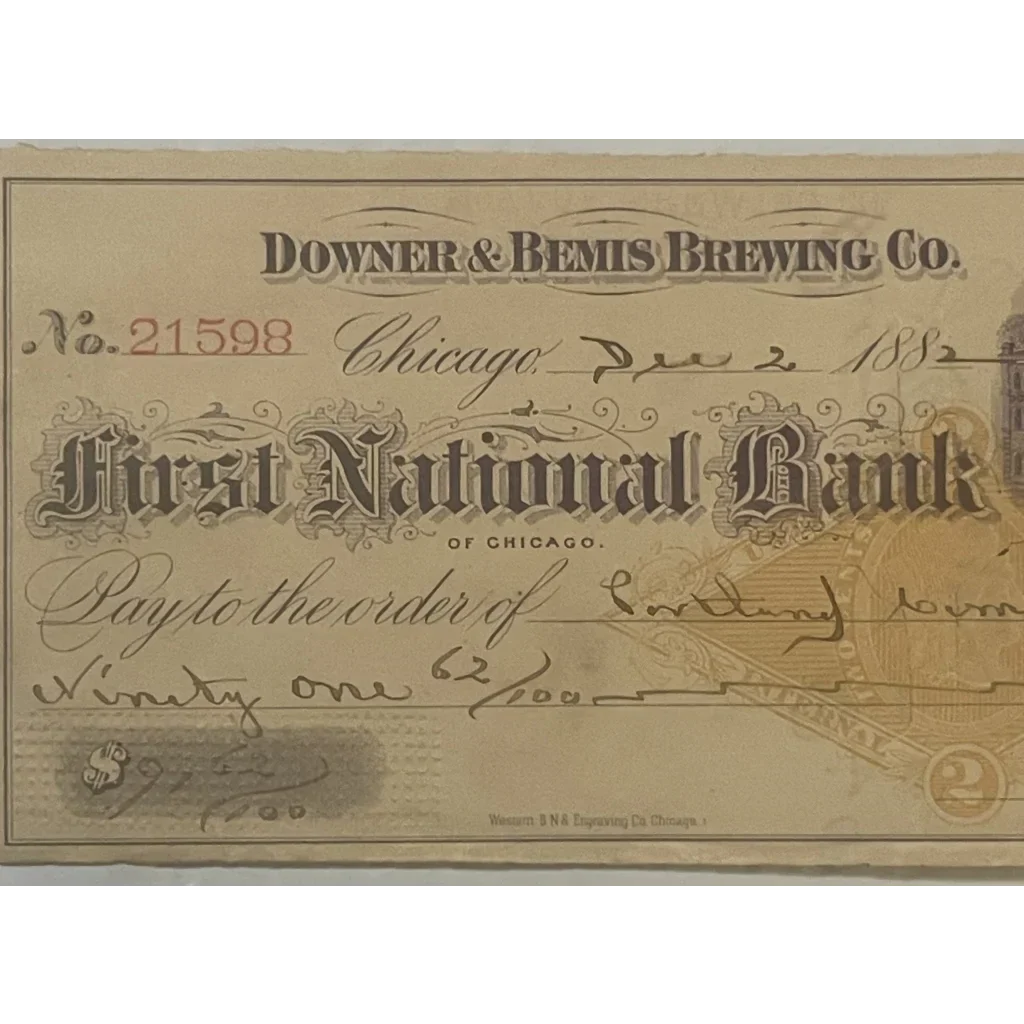 DOWNER & BEMIS BREWING CO.
No. 21598 Chicago. Dec 2 1882
First National Bank
OF CHICAGO.
Pay to the order of
Ninety one 62/100
$ 91 62/100
INTERNAL
2
Western B N & Engraving Co. Chicago.